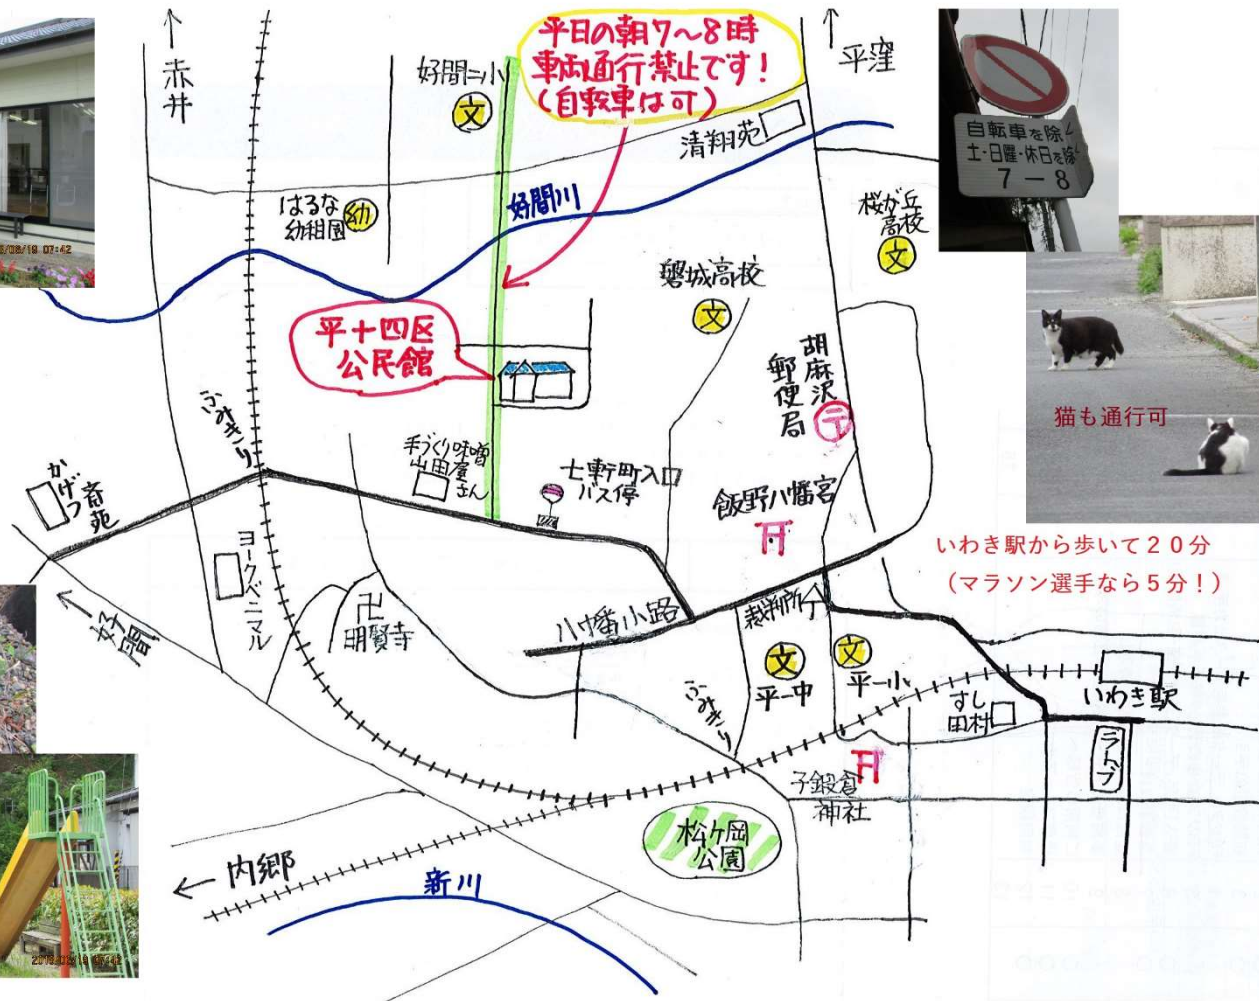 平日の朝7～8時
車両通行禁止です！
(自転車は可)
↑
赤井
好間二小
文
↑
平窪
清翔苑
自転車を除く
土・日曜・休日を除く
7－8
はるな
幼稚園
幼
好間川
桜が丘
高校
文
磐城高校
文
平十四区
公民館
胡麻沢
郵便局
〒
猫も通行可
ふみきり
手づくり味噌
山田屋さん
七軒町入口
バス停
かげつ
斎苑
飯野八幡宮
いわき駅から歩いて２０分
（マラソン選手なら５分！）
ヨークベニマル
卍
明賢寺
八幡小路
裁判所
←好間
文
平一中
文
平一小
ふみきり
すし
田村
いわき駅
ラトブ
子鍬倉
神社
松ヶ岡
公園
←内郷
新川
07:42